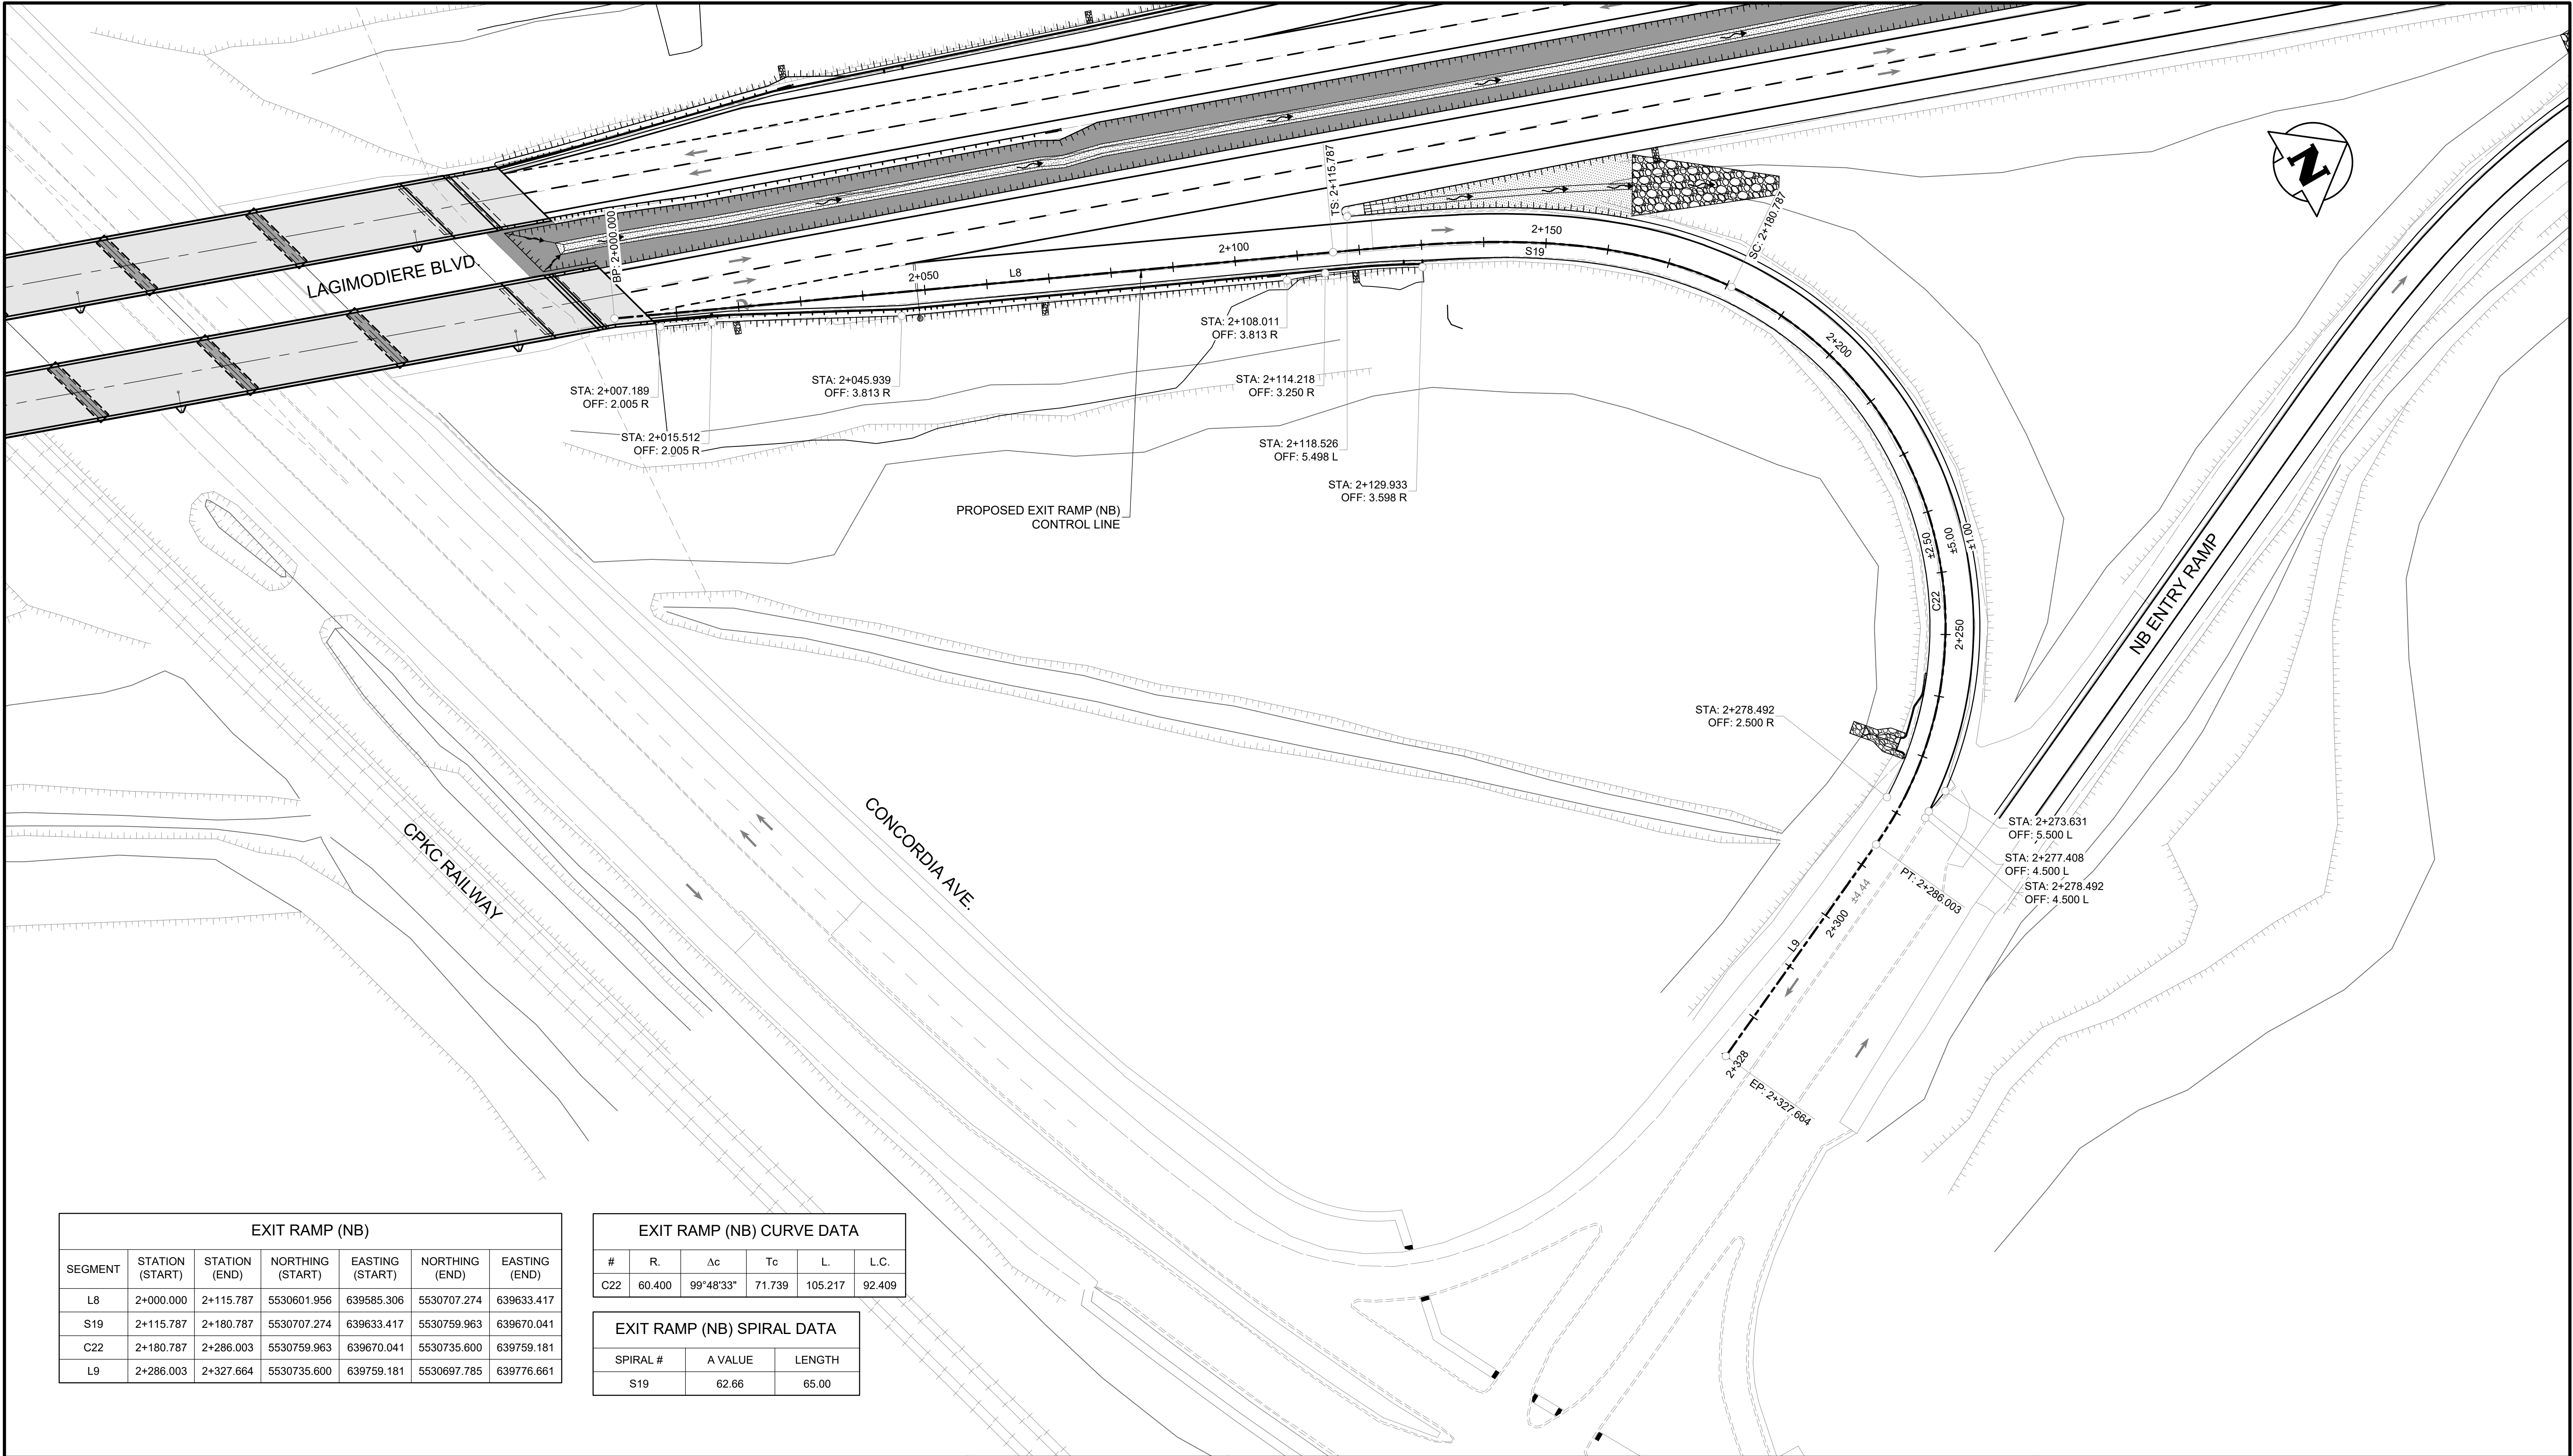 N
LAGIMODIERE BLVD.
BP: 2+000.000
2+050
L8
2+100
TS: 2+115.787
2+150
S19
SC: 2+180.787
2+200
STA: 2+007.189
OFF: 2.005 R
STA: 2+015.512
OFF: 2.005 R
STA: 2+045.939
OFF: 3.813 R
STA: 2+108.011
OFF: 3.813 R
STA: 2+114.218
OFF: 3.250 R
STA: 2+118.526
OFF: 5.498 L
STA: 2+129.933
OFF: 3.598 R
PROPOSED EXIT RAMP (NB)
CONTROL LINE
±2.50
±5.00
±1.00
C22
2+250
NB ENTRY RAMP
STA: 2+278.492
OFF: 2.500 R
STA: 2+273.631
OFF: 5.500 L
STA: 2+277.408
OFF: 4.500 L
STA: 2+278.492
OFF: 4.500 L
PT: 2+286.003
±4.44
2+300
L9
2+328
EP: 2+327.664
CONCORDIA AVE.
CPKC RAILWAY
EXIT RAMP (NB)
SEGMENT STATION (START) STATION (END) NORTHING (START) EASTING (START) NORTHING (END) EASTING (END)
L8 2+000.000 2+115.787 5530601.956 639585.306 5530707.274 639633.417
S19 2+115.787 2+180.787 5530707.274 639633.417 5530759.963 639670.041
C22 2+180.787 2+286.003 5530759.963 639670.041 5530735.600 639759.181
L9 2+286.003 2+327.664 5530735.600 639759.181 5530697.785 639776.661
EXIT RAMP (NB) CURVE DATA
# R. Δc Tc L. L.C.
C22 60.400 99°48'33" 71.739 105.217 92.409
EXIT RAMP (NB) SPIRAL DATA
SPIRAL # A VALUE LENGTH
S19 62.66 65.00